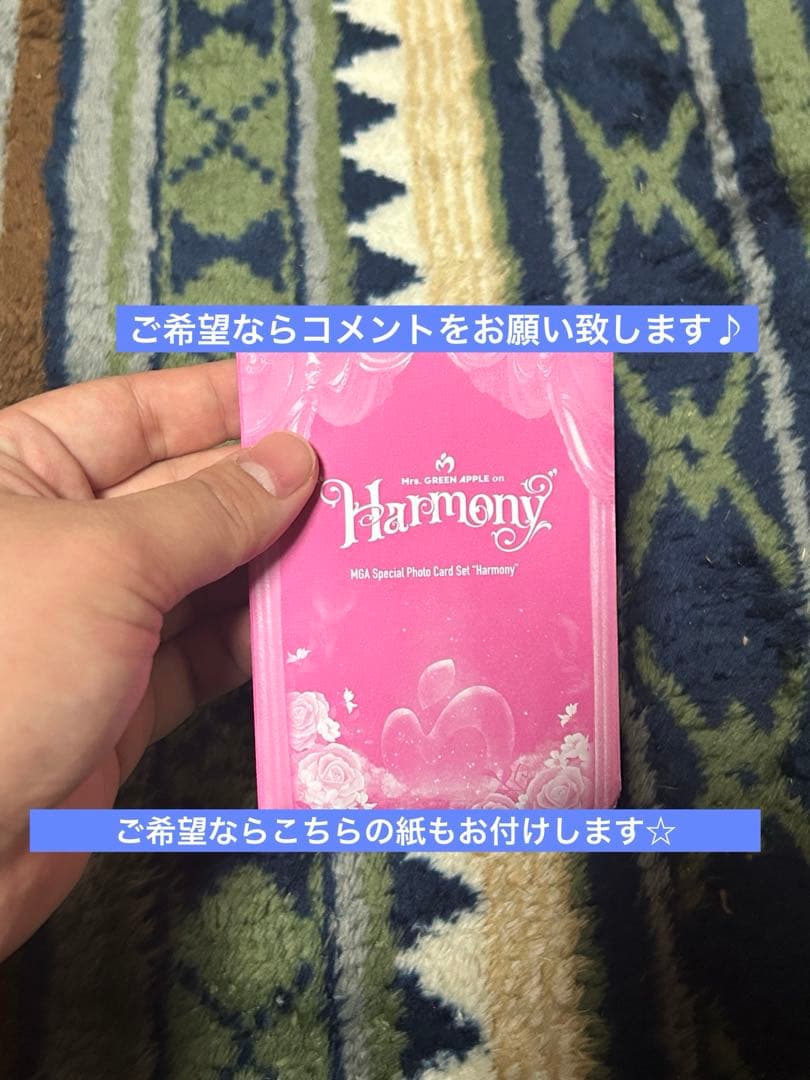 ご希望ならコメントをお願い致します♪
Mrs. GREEN APPLE on
"Harmony"
MGA Special Photo Card Set "Harmony"
ご希望ならこちらの紙もお付けします☆